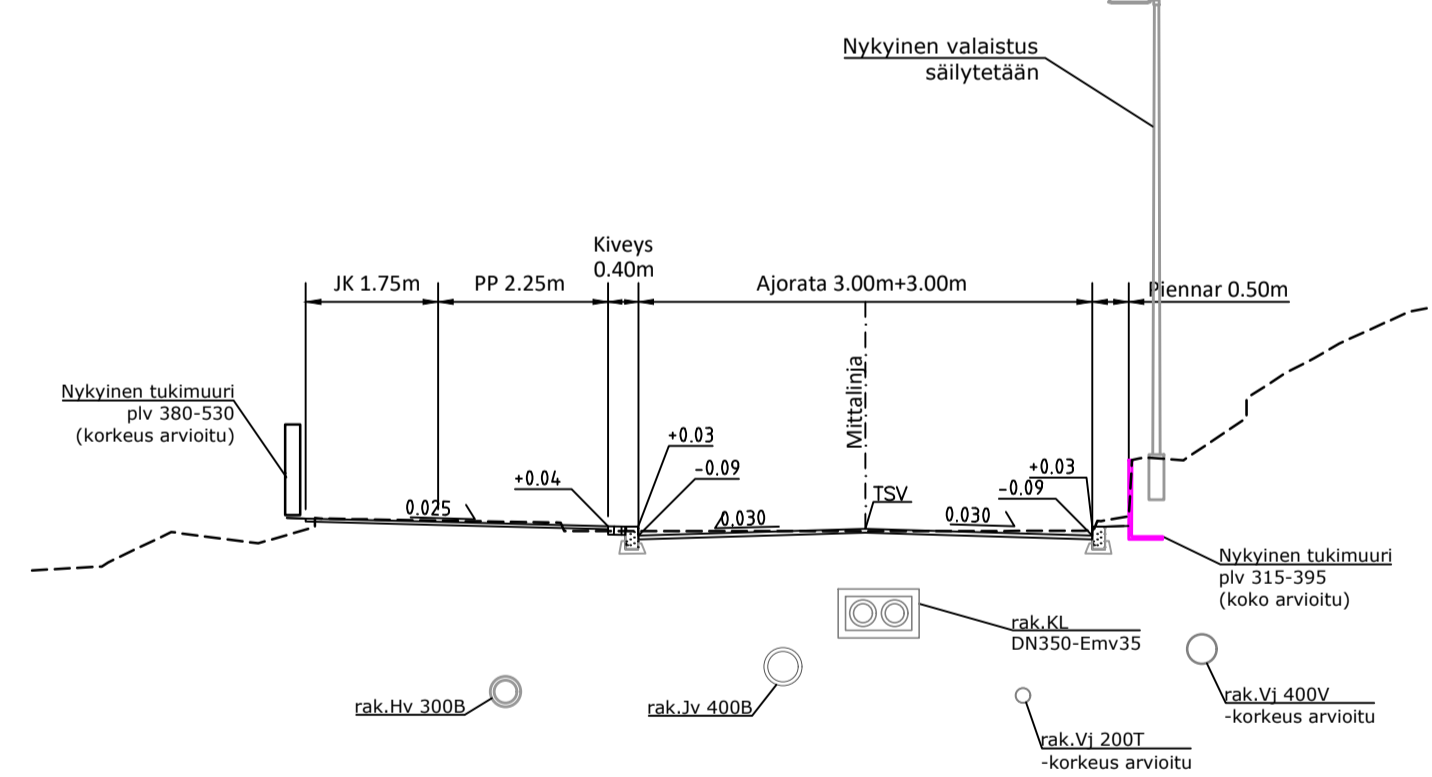 Nykyinen valaistus
säilytetään
Kiveys
0.40m
JK 1.75m
PP 2.25m
Ajorata 3.00m+3.00m
Piennar 0.50m
Mittalinja
Nykyinen tukimuuri
plv 380-530
(korkeus arvioitu)
+0.03
-0.09
+0.04
0.025
0.030
TSV
0.030
+0.03
-0.09
Nykyinen tukimuuri
plv 315-395
(koko arvioitu)
rak.KL
DN350-Emv35
rak.Hv 300B
rak.Jv 400B
rak.Vj 400V
-korkeus arvioitu
rak.Vj 200T
-korkeus arvioitu